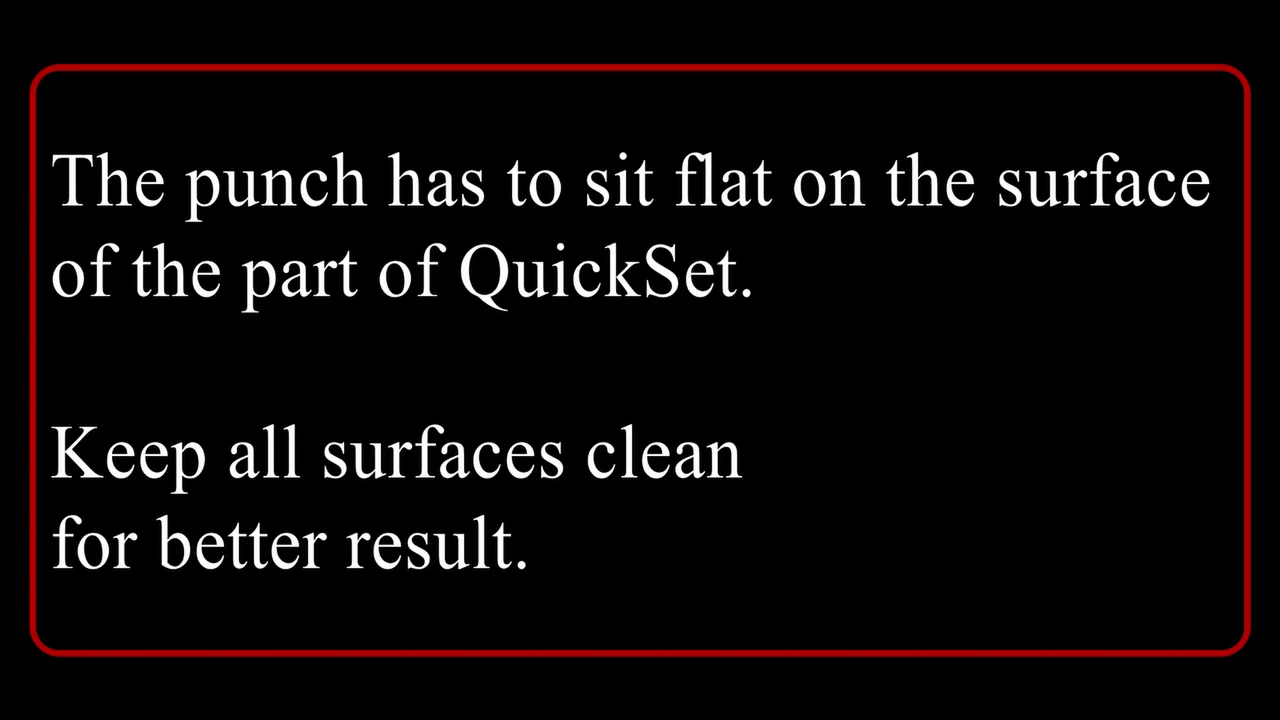 The punch has to sit flat on the surface
of the part of QuickSet.
Keep all surfaces clean
for better result.